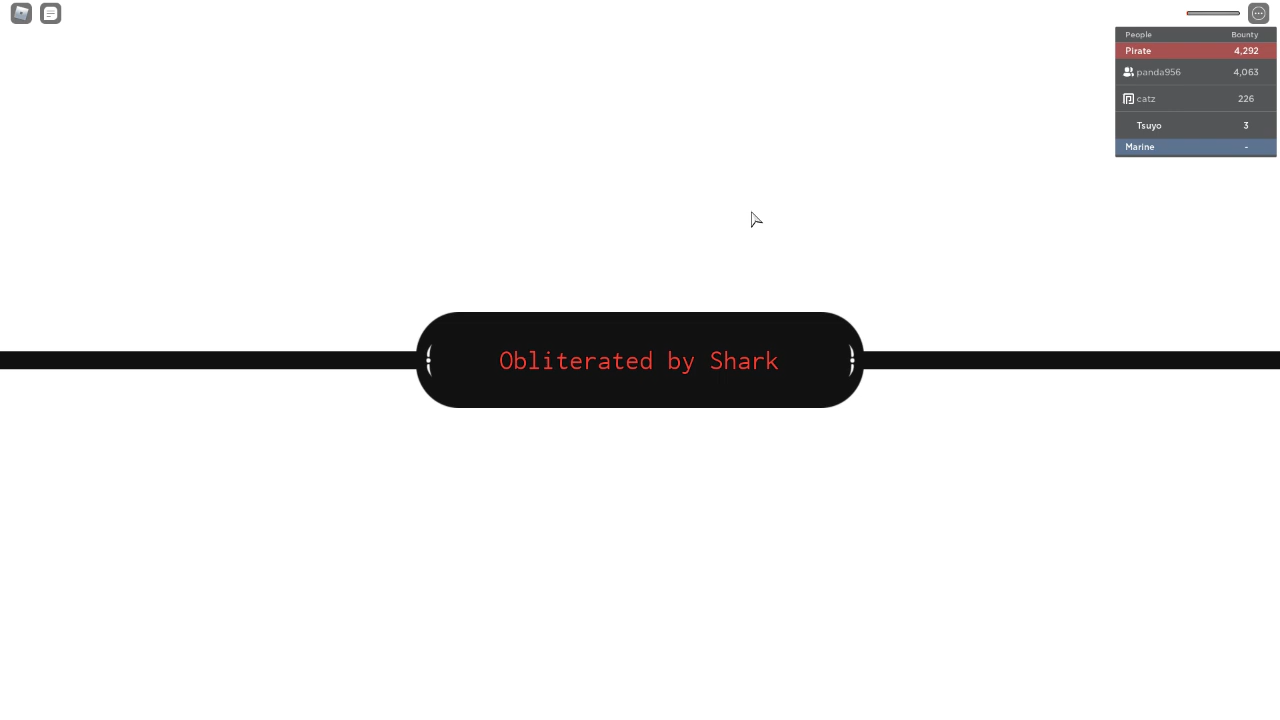 People Bounty
Pirate 4,292
panda956 4,063
catz 226
Tsuyo 3
Marine -
Obliterated by Shark